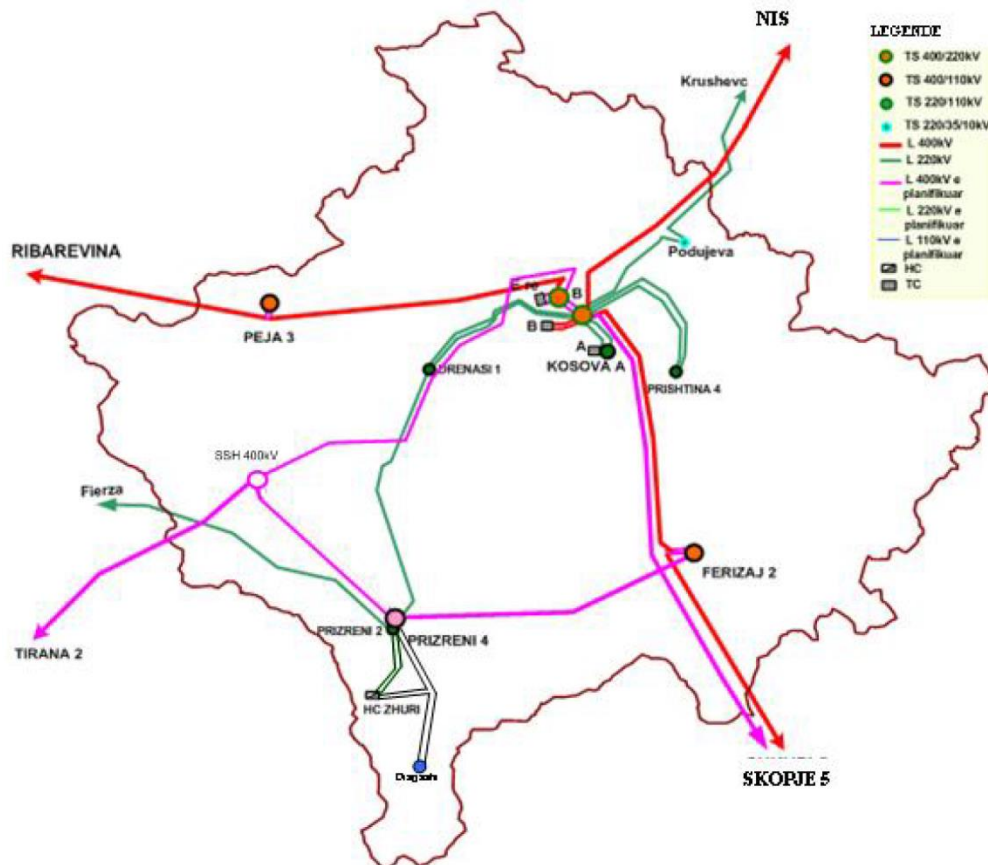 NIS
LEGENDE
TS 400/220kV
TS 400/110kV
TS 220/110kV
TS 220/35/10kV
L 400kV
L 220kV
L 400kV e
planifikuar
L 220kV e
planifikuar
L 110kV e
planifikuar
HC
TC
Krushevc
Podujeva
RIBAREVINA
PEJA 3
E re
B
B
A
KOSOVA A
DRENASI 1
PRISHTINA 4
SSH 400kV
Fierza
FERIZAJ 2
PRIZRENI 2
PRIZRENI 4
TIRANA 2
HC ZHURI
SKOPJE 5